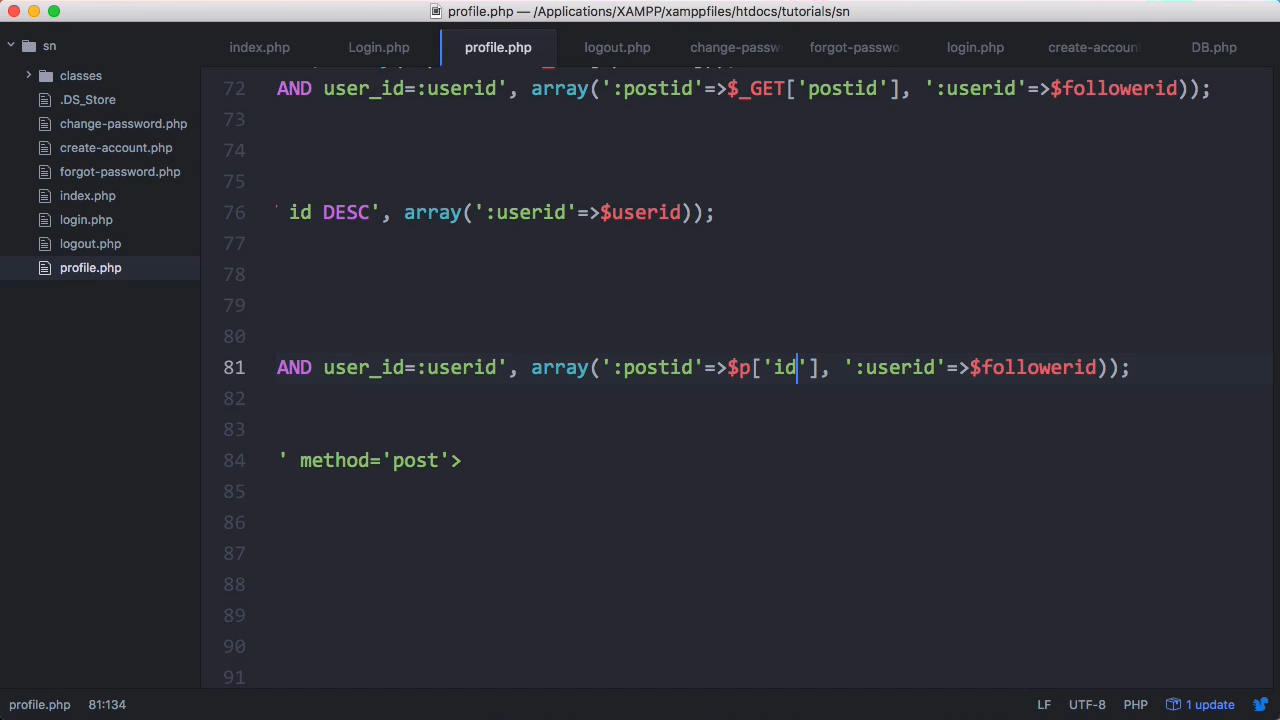 profile.php — /Applications/XAMPP/xamppfiles/htdocs/tutorials/sn
sn
classes
.DS_Store
change-password.php
create-account.php
forgot-password.php
index.php
login.php
logout.php
profile.php
index.php Login.php profile.php logout.php change-passw forgot-passwo login.php create-accoun DB.php
72 AND user_id=:userid', array(':postid'=>$_GET['postid'], ':userid'=>$followerid));
73
74
75
76 ' id DESC', array(':userid'=>$userid));
77
78
79
80
81 AND user_id=:userid', array(':postid'=>$p['id'], ':userid'=>$followerid));
82
83
84 ' method='post'>
85
86
87
88
89
90
91
profile.php 81:134 LF UTF-8 PHP 1 update